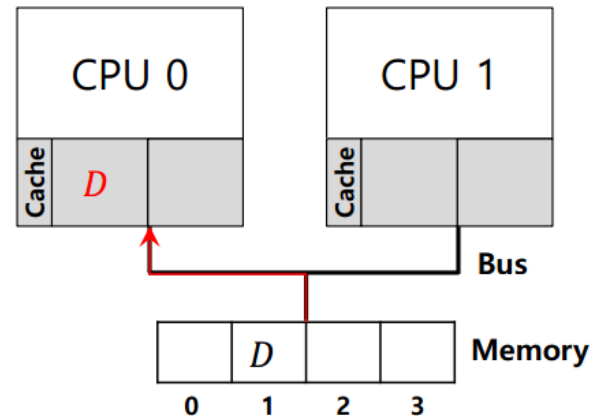 CPU 0
CPU 1
Cache
D
Cache
Bus
D
Memory
0 1 2 3